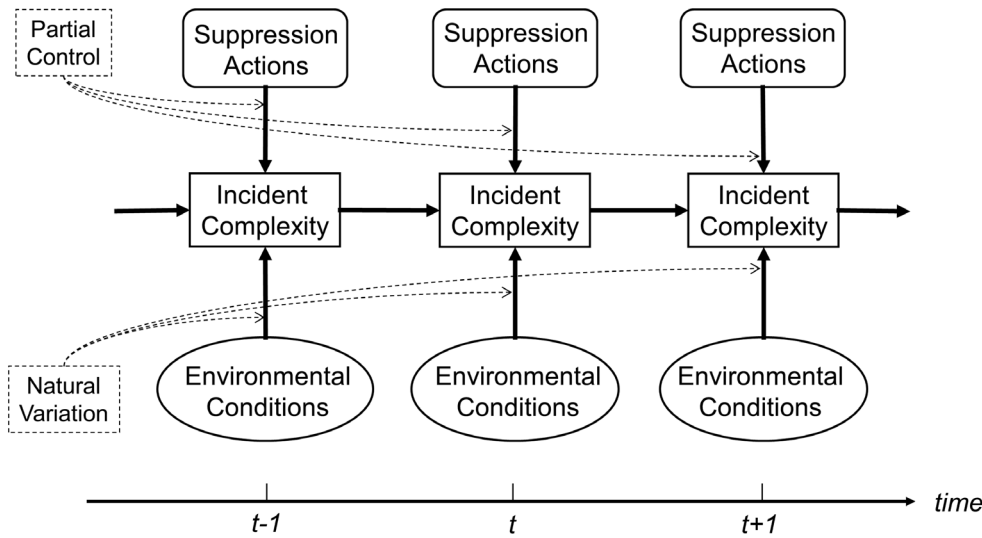 Partial
Control
Suppression
Actions
Suppression
Actions
Suppression
Actions
Incident
Complexity
Incident
Complexity
Incident
Complexity
Natural
Variation
Environmental
Conditions
Environmental
Conditions
Environmental
Conditions
t-1
t
t+1
time